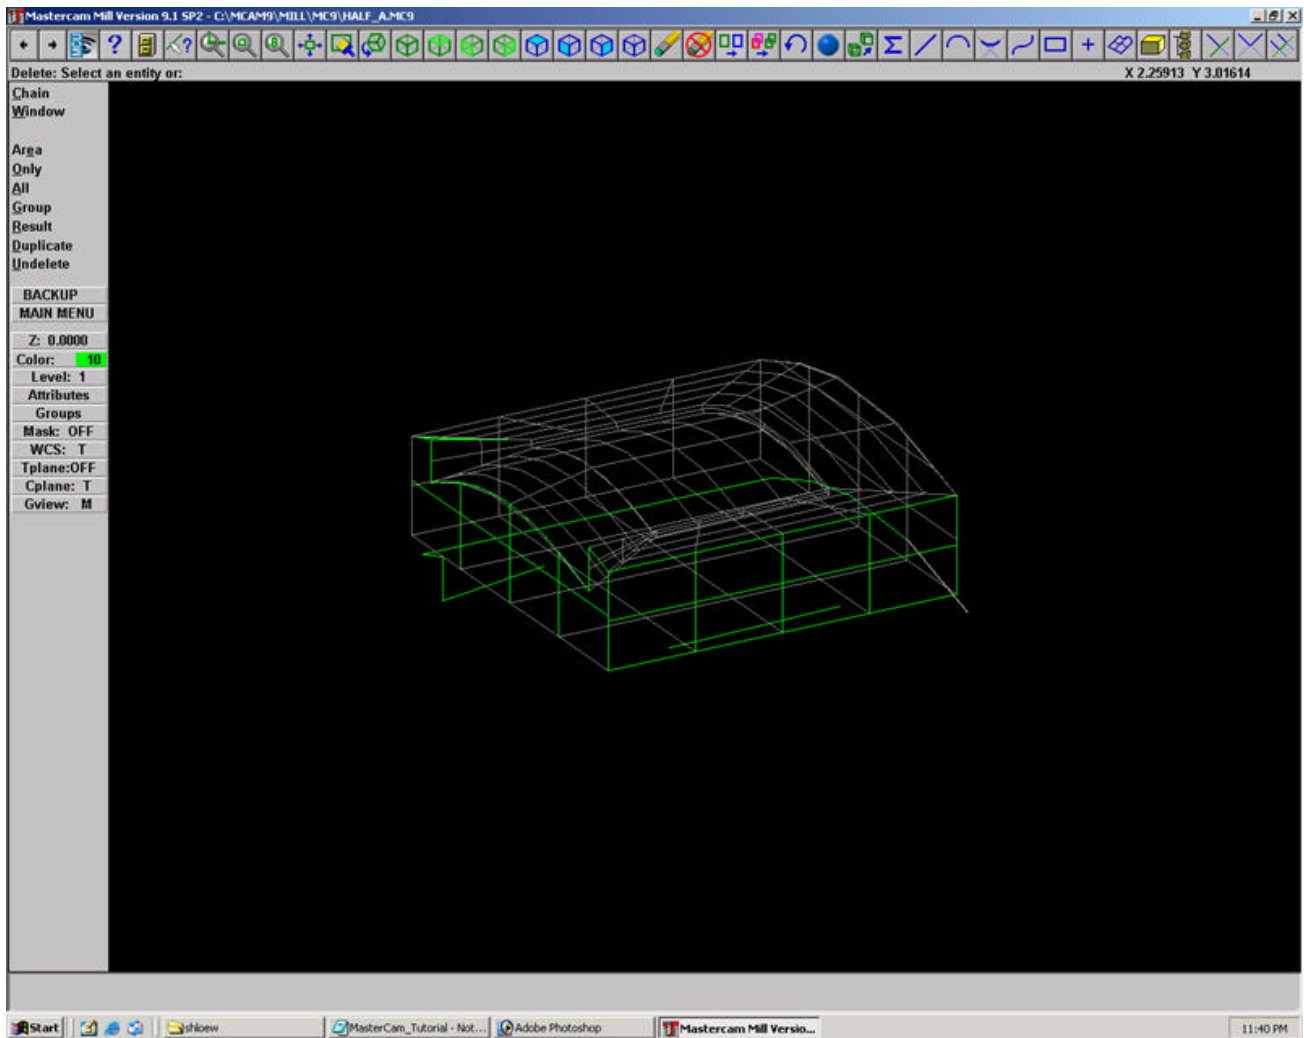 Mastercam Mill Version 9.1 SP2 - C:\MCAM9\MILL\MC9\HALF_A.MC9
Delete: Select an entity or:
X 2.25913 Y 3.01614
Chain
Window
Area
Only
All
Group
Result
Duplicate
Undelete
BACKUP
MAIN MENU
Z: 0.0000
Color: 10
Level: 1
Attributes
Groups
Mask: OFF
WCS: T
Tplane:OFF
Cplane: T
Gview: M
Start
shloew
MasterCam_Tutorial - Not...
Adobe Photoshop
Mastercam Mill Versio...
11:40 PM